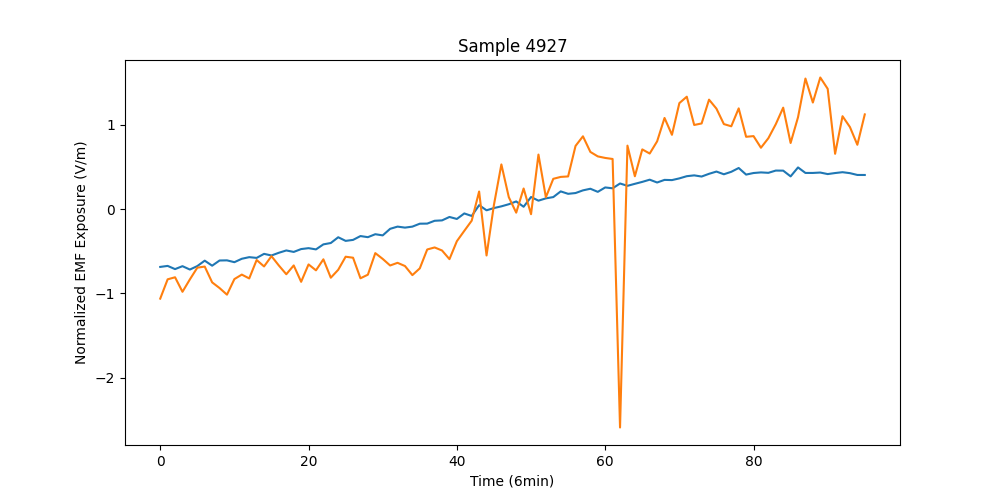 Sample 4927
Normalized EMF Exposure (V/m)
1
0
−1
−2
0 20 40 60 80
Time (6min)